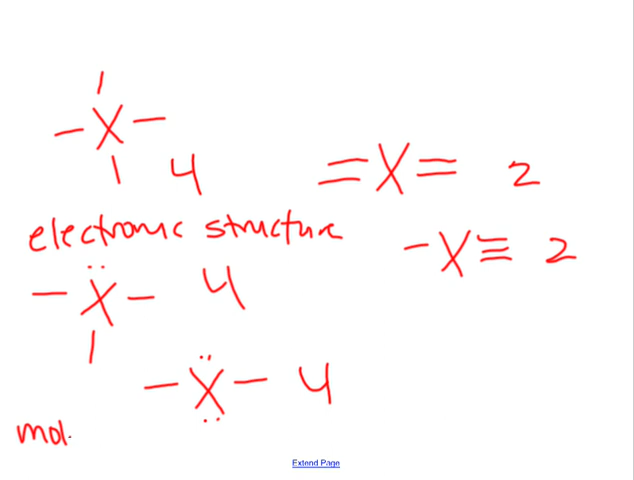 X 4
=X= 2
electronic structure
-X≡ 2
-Ẍ- 4
-Ẍ- 4
mol.
Extend Page